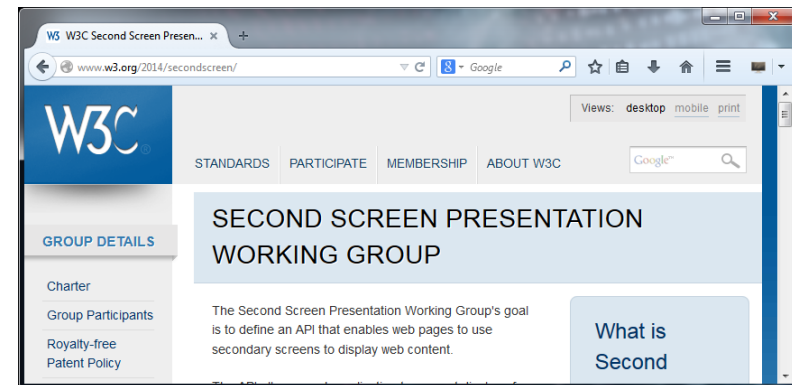 W3 W3C Second Screen Presen... × +
www.w3.org/2014/secondscreen/ 8 Google
W3C®
Views: desktop mobile print
STANDARDS PARTICIPATE MEMBERSHIP ABOUT W3C Google™
SECOND SCREEN PRESENTATION
WORKING GROUP
GROUP DETAILS
Charter
Group Participants
Royalty-free
Patent Policy
The Second Screen Presentation Working Group's goal
is to define an API that enables web pages to use
secondary screens to display web content.
What is
Second